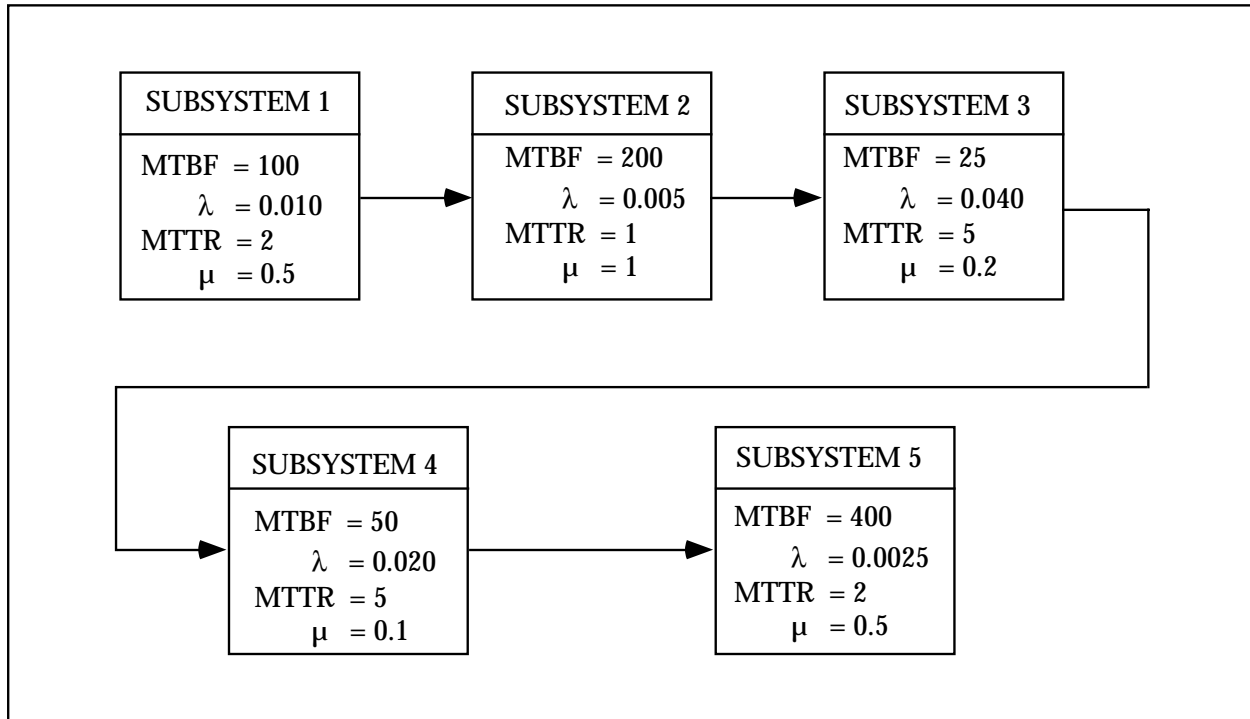 SUBSYSTEM 1
MTBF = 100
λ = 0.010
MTTR = 2
μ = 0.5
SUBSYSTEM 2
MTBF = 200
λ = 0.005
MTTR = 1
μ = 1
SUBSYSTEM 3
MTBF = 25
λ = 0.040
MTTR = 5
μ = 0.2
SUBSYSTEM 4
MTBF = 50
λ = 0.020
MTTR = 5
μ = 0.1
SUBSYSTEM 5
MTBF = 400
λ = 0.0025
MTTR = 2
μ = 0.5